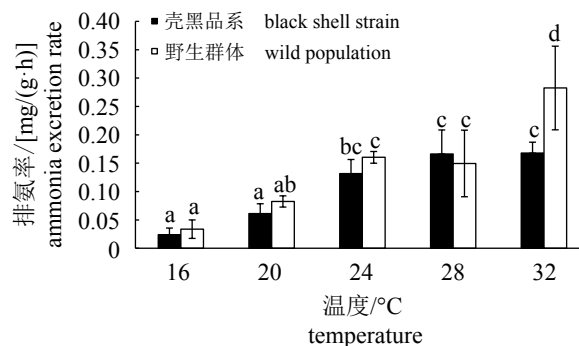 排氨率/[mg/(g·h)]
ammonia excretion rate
0.40
0.35
0.30
0.25
0.20
0.15
0.10
0.05
0
壳黑品系 black shell strain
野生群体 wild population
a a
a ab
bc c
c c
c d
16 20 24 28 32
温度/°C
temperature